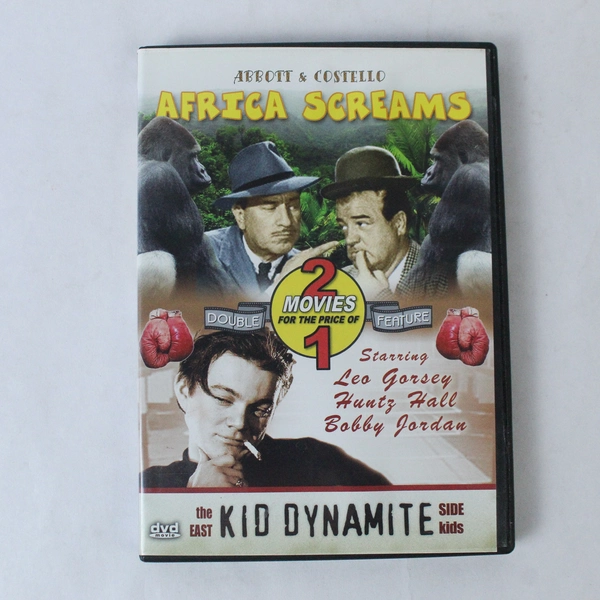 ABBOTT & COSTELLO
AFRICA SCREAMS
2
MOVIES
FOR THE PRICE OF
1
DOUBLE
FEATURE
Starring
Leo Gorsey
Huntz Hall
Bobby Jordan
the EAST
KID DYNAMITE
SIDE kids
dvd
movie